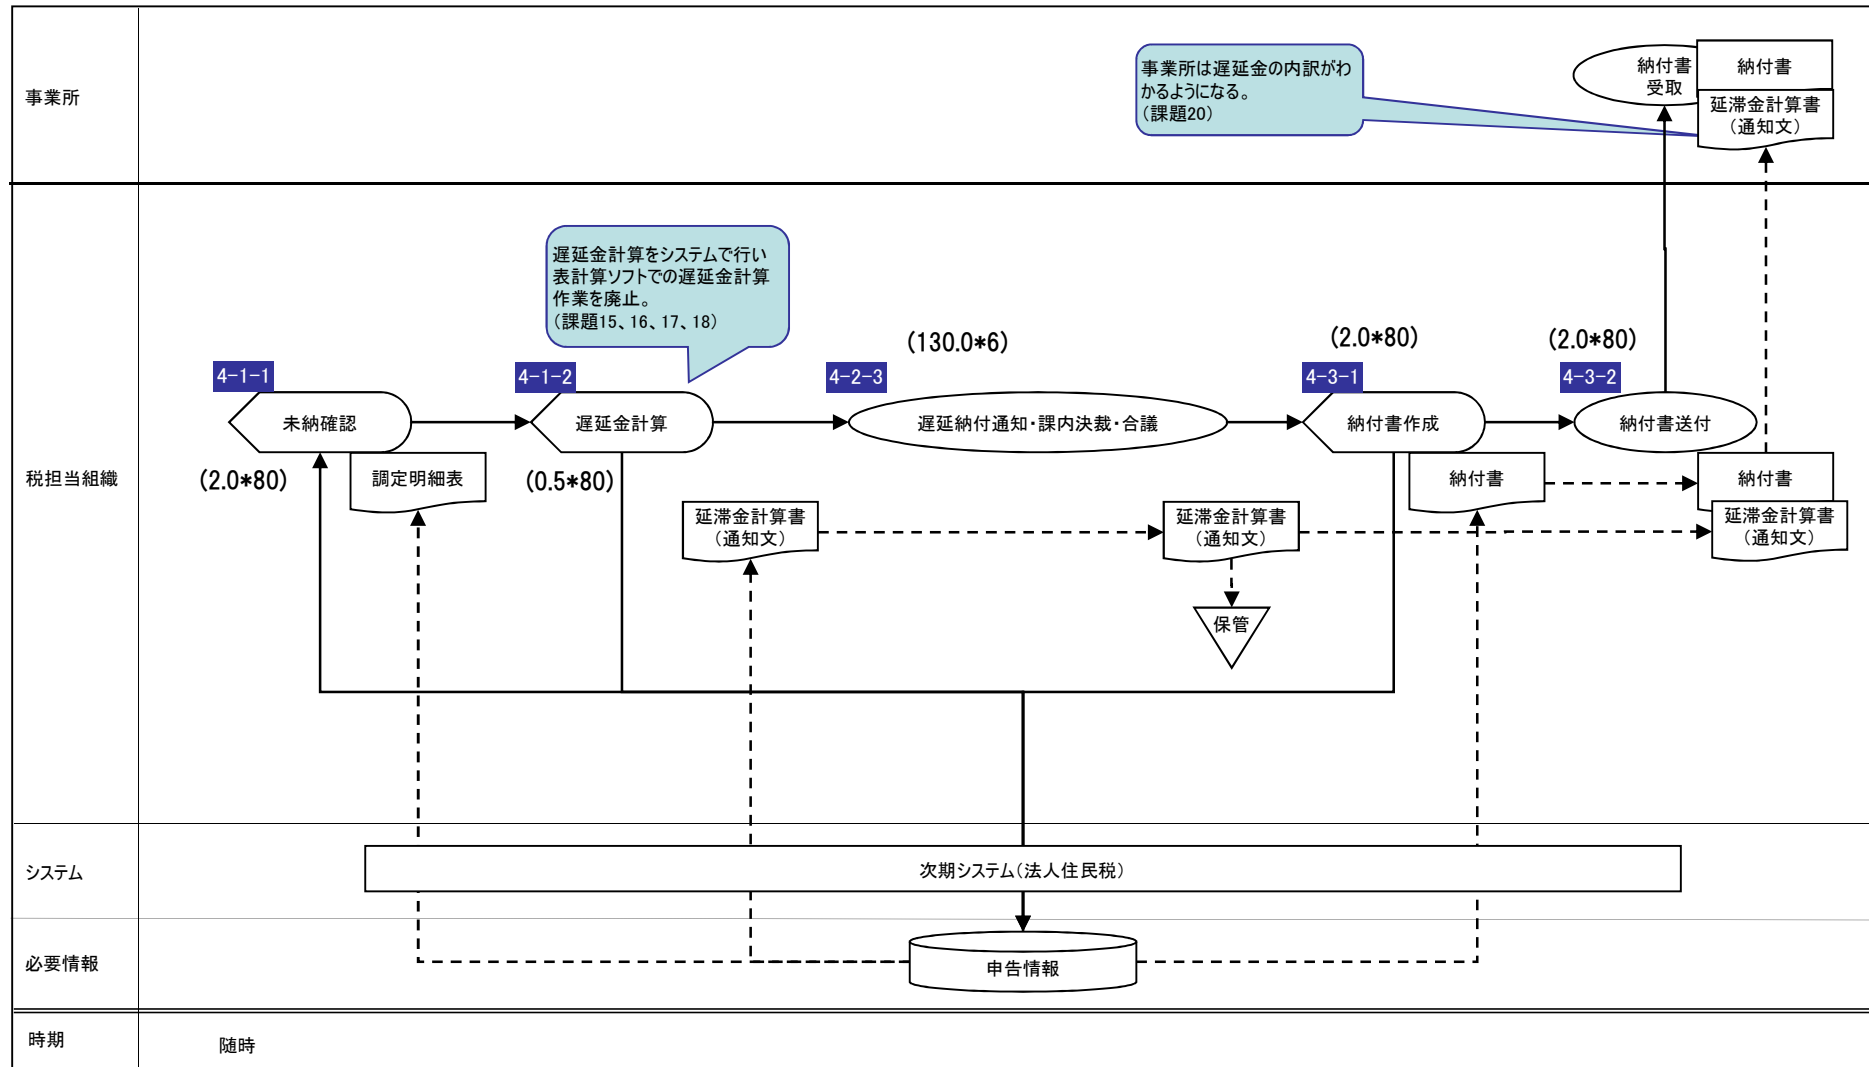 事業所
事業所は遅延金の内訳がわ
かるようになる。
(課題20)
納付書
受取
納付書
延滞金計算書
(通知文)
税担当組織
遅延金計算をシステムで行い
表計算ソフトでの遅延金計算
作業を廃止。
(課題15、16、17、18)
4-1-1
未納確認
(2.0*80)
調定明細表
4-1-2
遅延金計算
(0.5*80)
延滞金計算書
(通知文)
(130.0*6)
4-2-3
遅延納付通知・課内決裁・合議
延滞金計算書
(通知文)
保管
(2.0*80)
4-3-1
納付書作成
納付書
(2.0*80)
4-3-2
納付書送付
納付書
延滞金計算書
(通知文)
システム
次期システム(法人住民税)
必要情報
申告情報
時期
随時